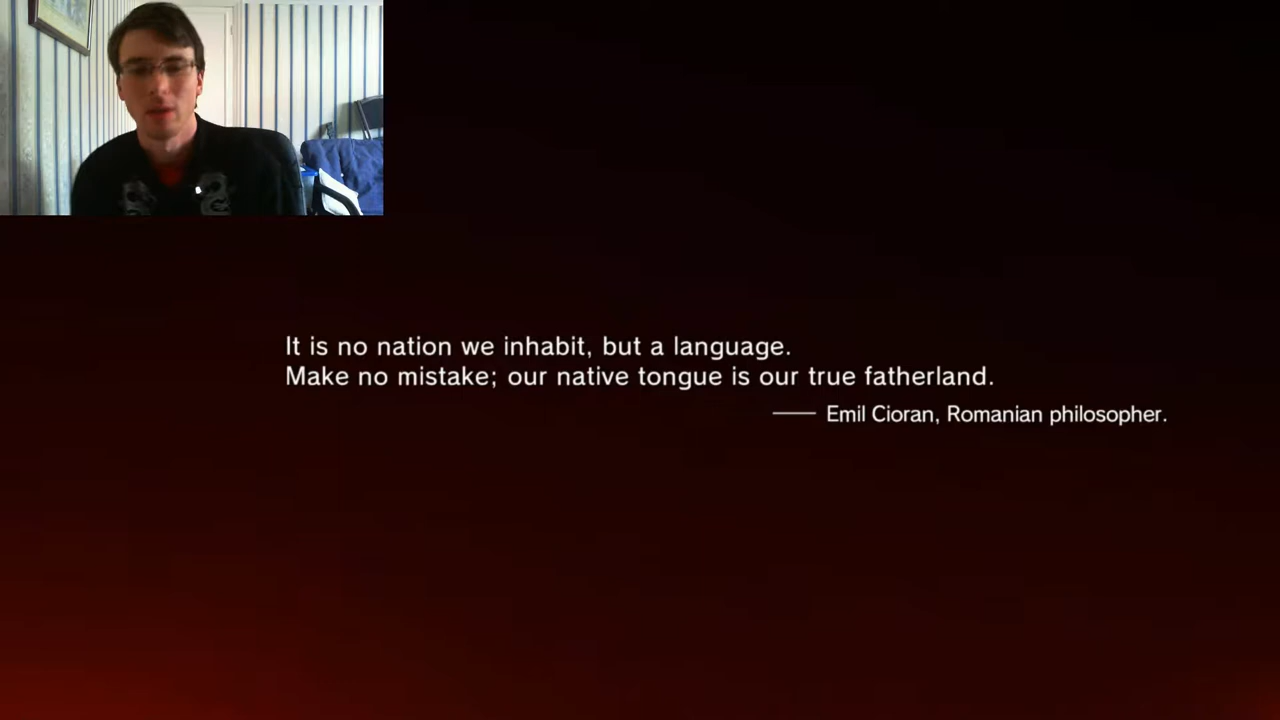 It is no nation we inhabit, but a language.
Make no mistake; our native tongue is our true fatherland.
—— Emil Cioran, Romanian philosopher.